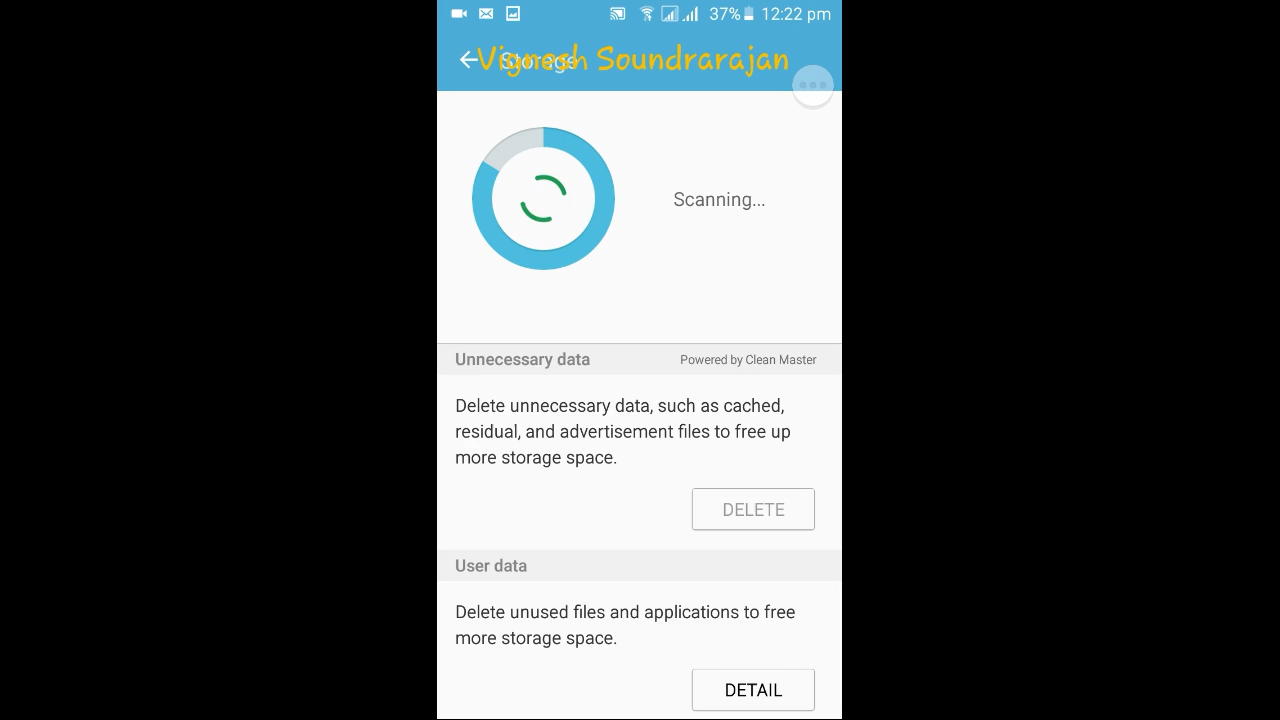 37% 12:22 pm
Storage
Vignesh Soundrarajan
Scanning...
Unnecessary data Powered by Clean Master
Delete unnecessary data, such as cached,
residual, and advertisement files to free up
more storage space.
DELETE
User data
Delete unused files and applications to free
more storage space.
DETAIL